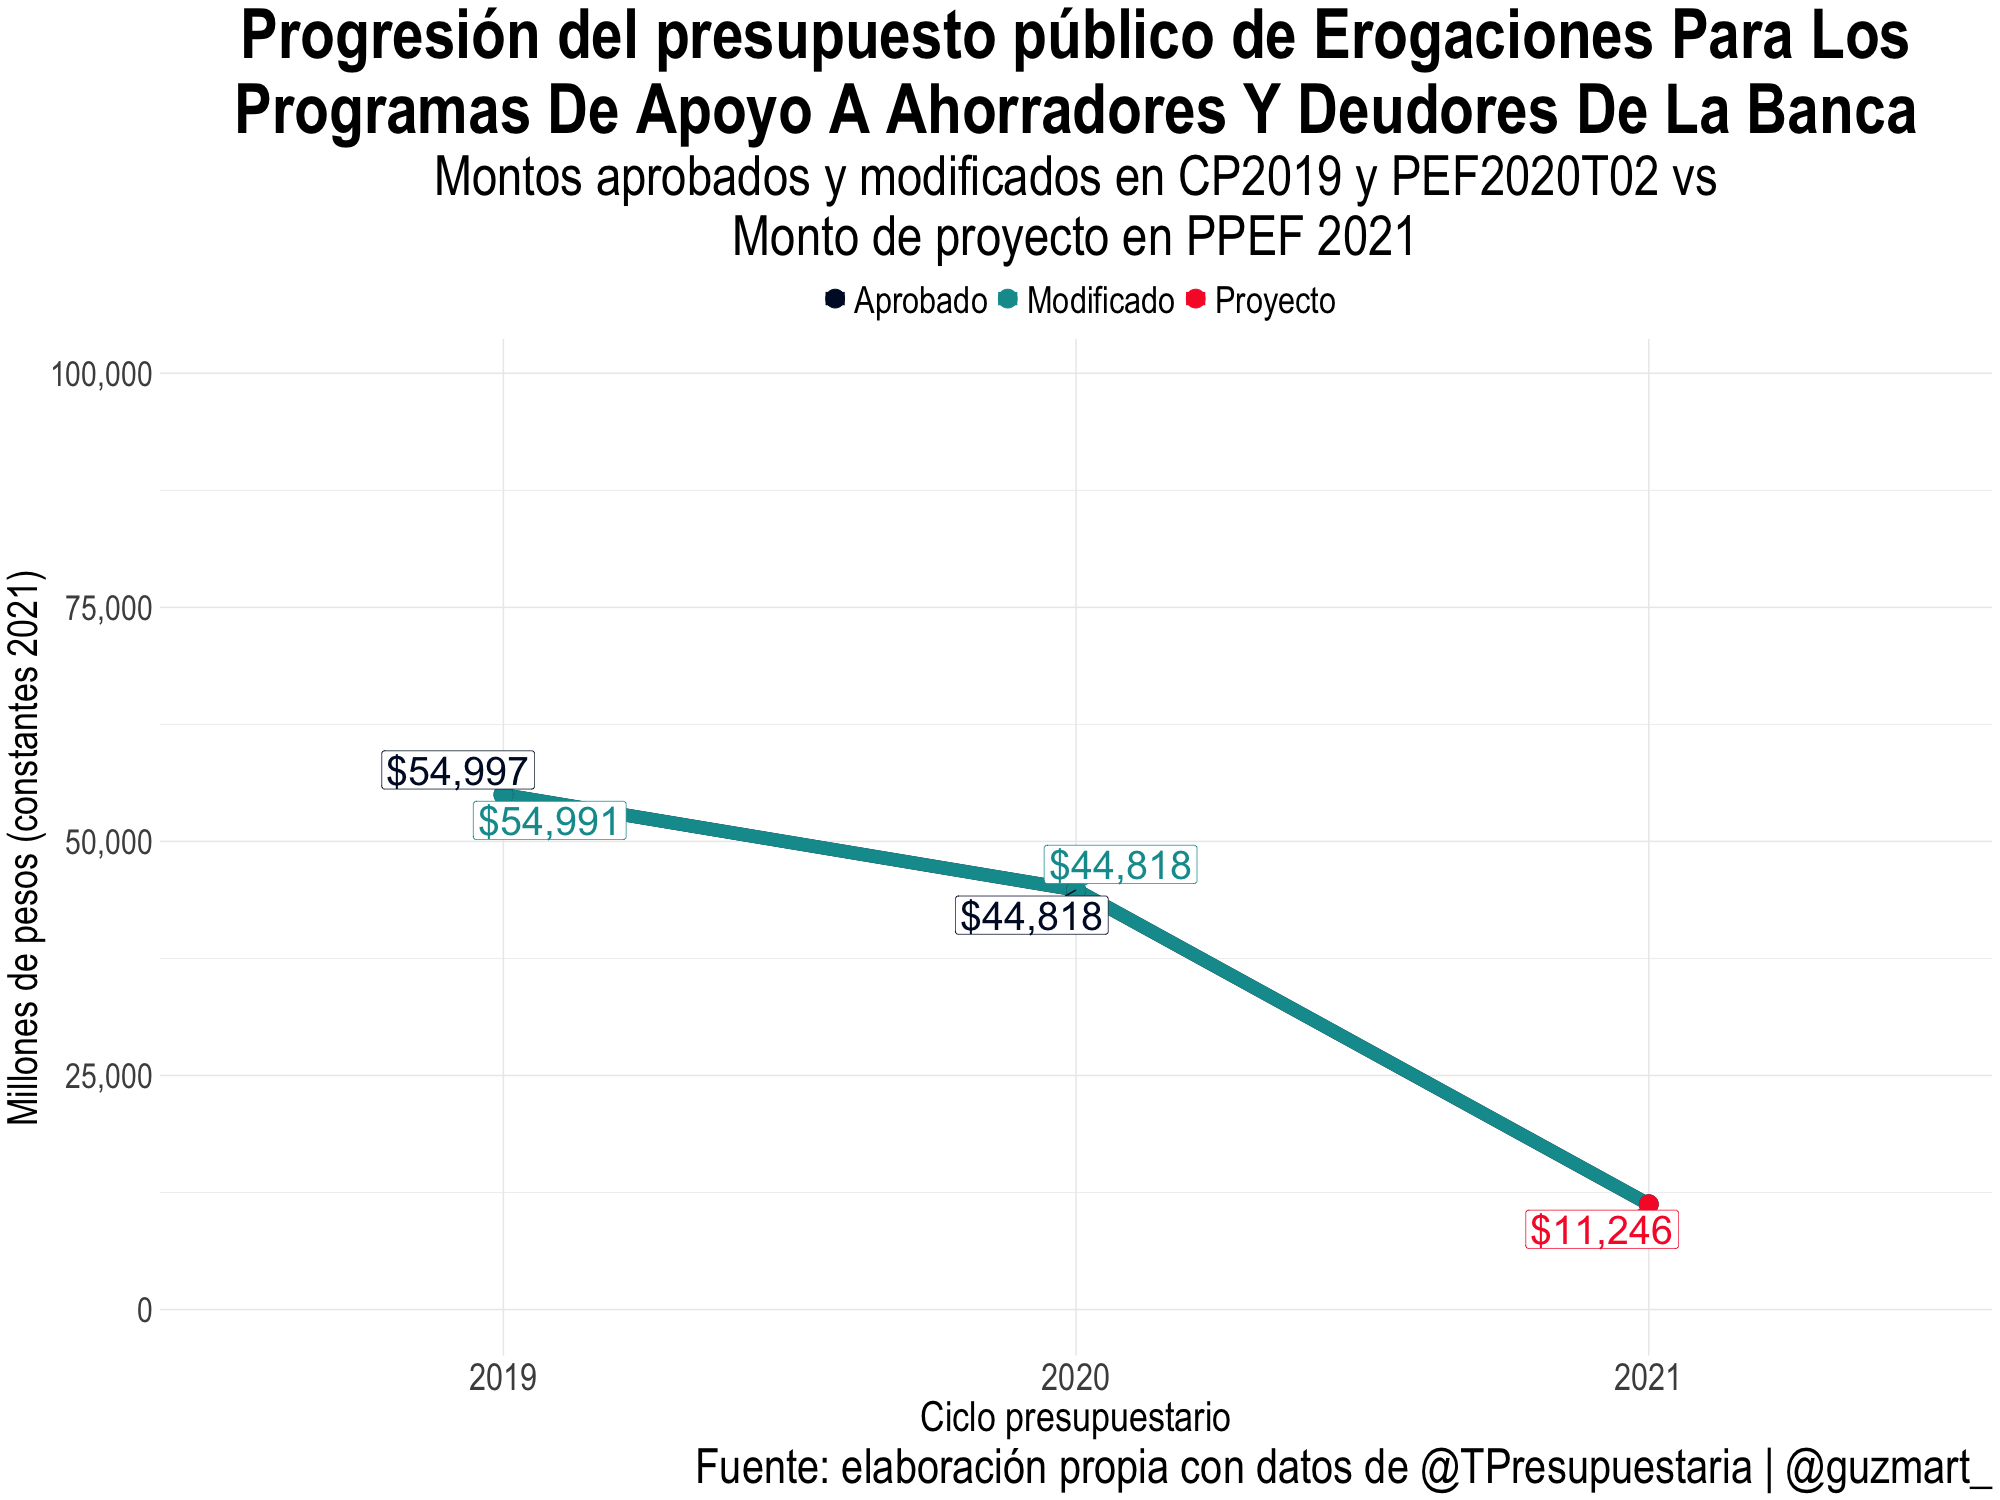 Progresión del presupuesto público de Erogaciones Para Los
Programas De Apoyo A Ahorradores Y Deudores De La Banca
Montos aprobados y modificados en CP2019 y PEF2020T02 vs
Monto de proyecto en PPEF 2021
Aprobado Modificado Proyecto
Millones de pesos (constantes 2021)
100,000
75,000
50,000
25,000
0
$54,997
$54,991
$44,818
$44,818
$11,246
2019 2020 2021
Ciclo presupuestario
Fuente: elaboración propia con datos de @TPresupuestaria | @guzmart_